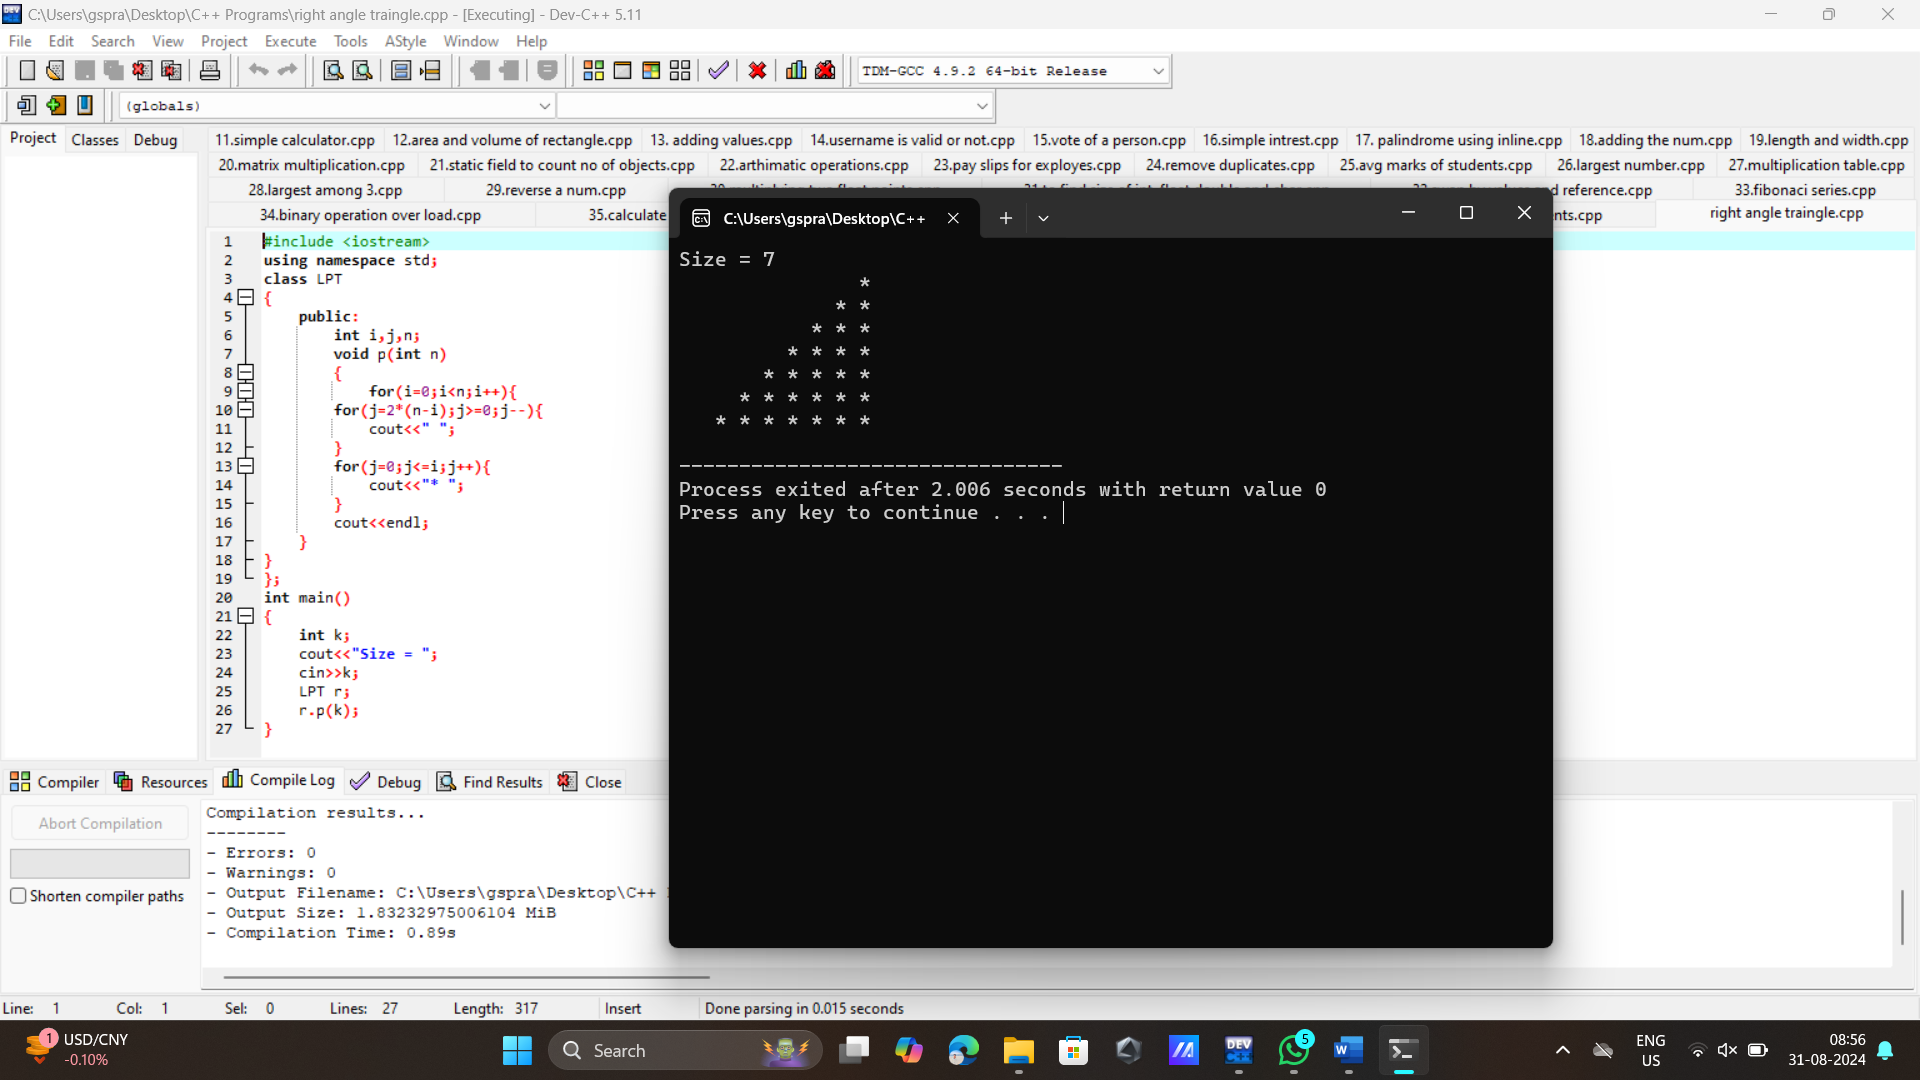 C:\Users\gspra\Desktop\C++ Programs\right angle traingle.cpp - [Executing] - Dev-C++ 5.11
File Edit Search View Project Execute Tools AStyle Window Help
TDM-GCC 4.9.2 64-bit Release
(globals)
Project Classes Debug
11.simple calculator.cpp 12.area and volume of rectangle.cpp 13. adding values.cpp 14.username is valid or not.cpp 15.vote of a person.cpp 16.simple intrest.cpp 17. palindrome using inline.cpp 18.adding the num.cpp 19.length and width.cpp
20.matrix multiplication.cpp 21.static field to count no of objects.cpp 22.arthimatic operations.cpp 23.pay slips for exployes.cpp 24.remove duplicates.cpp 25.avg marks of students.cpp 26.largest number.cpp 27.multiplication table.cpp
28.largest among 3.cpp 29.reverse a num.cpp d reference.cpp 33.fibonaci series.cpp
34.binary operation over load.cpp 35.calculate nts.cpp right angle traingle.cpp
1 #include <iostream>
2 using namespace std;
3 class LPT
4 {
5 public:
6 int i,j,n;
7 void p(int n)
8 {
9 for(i=0;i<n;i++){
10 for(j=2*(n-i);j>=0;j--){
11 cout<<" ";
12 }
13 for(j=0;j<=i;j++){
14 cout<<"* ";
15 }
16 cout<<endl;
17 }
18 }
19 };
20 int main()
21 {
22 int k;
23 cout<<"Size = ";
24 cin>>k;
25 LPT r;
26 r.p(k);
27 }
C:\Users\gspra\Desktop\C++
Size = 7
*
* *
* * *
* * * *
* * * * *
* * * * * *
* * * * * * *
--------------------------------
Process exited after 2.006 seconds with return value 0
Press any key to continue . . .
Compiler Resources Compile Log Debug Find Results Close
Abort Compilation
Shorten compiler paths
Compilation results...
--------
- Errors: 0
- Warnings: 0
- Output Filename: C:\Users\gspra\Desktop\C++
- Output Size: 1.83232975006104 MiB
- Compilation Time: 0.89s
Line: 1 Col: 1 Sel: 0 Lines: 27 Length: 317 Insert Done parsing in 0.015 seconds
1 USD/CNY
-0.10%
Search
DEV C++
5
W
ENG
US
08:56
31-08-2024